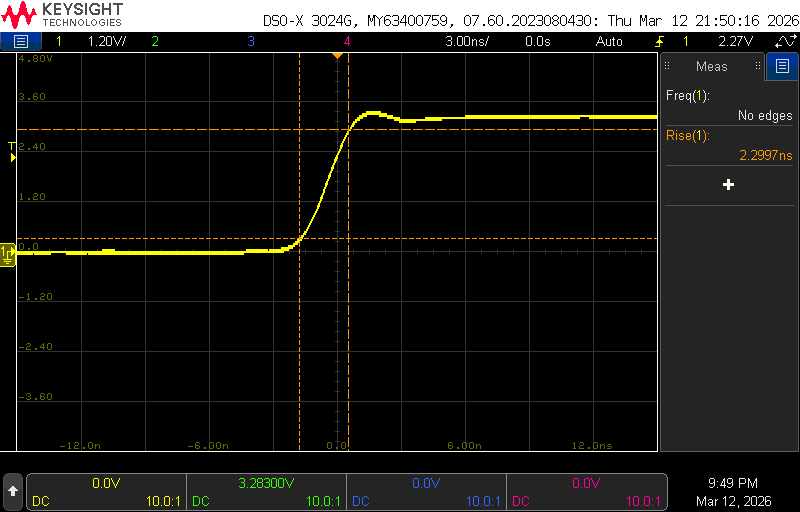 KEYSIGHT
TECHNOLOGIES
DSO-X 3024G, MY63400759, 07.60.2023080430: Thu Mar 12 21:50:16 2026
1 1.20V/ 2 3 4 3.00ns/ 0.0s Auto 1 2.27V
4.80V
3.60
T
2.40
1.20
1
0.0
-1.20
-2.40
-3.60
-12.0n -6.00n 0.0 6.00n 12.0ns
Meas
Freq(1):
No edges
Rise(1):
2.2997ns
+
0.0V 3.28300V 0.0V 0.0V
DC 10.0:1 DC 10.0:1 DC 10.0:1 DC 10.0:1
9:49 PM
Mar 12, 2026